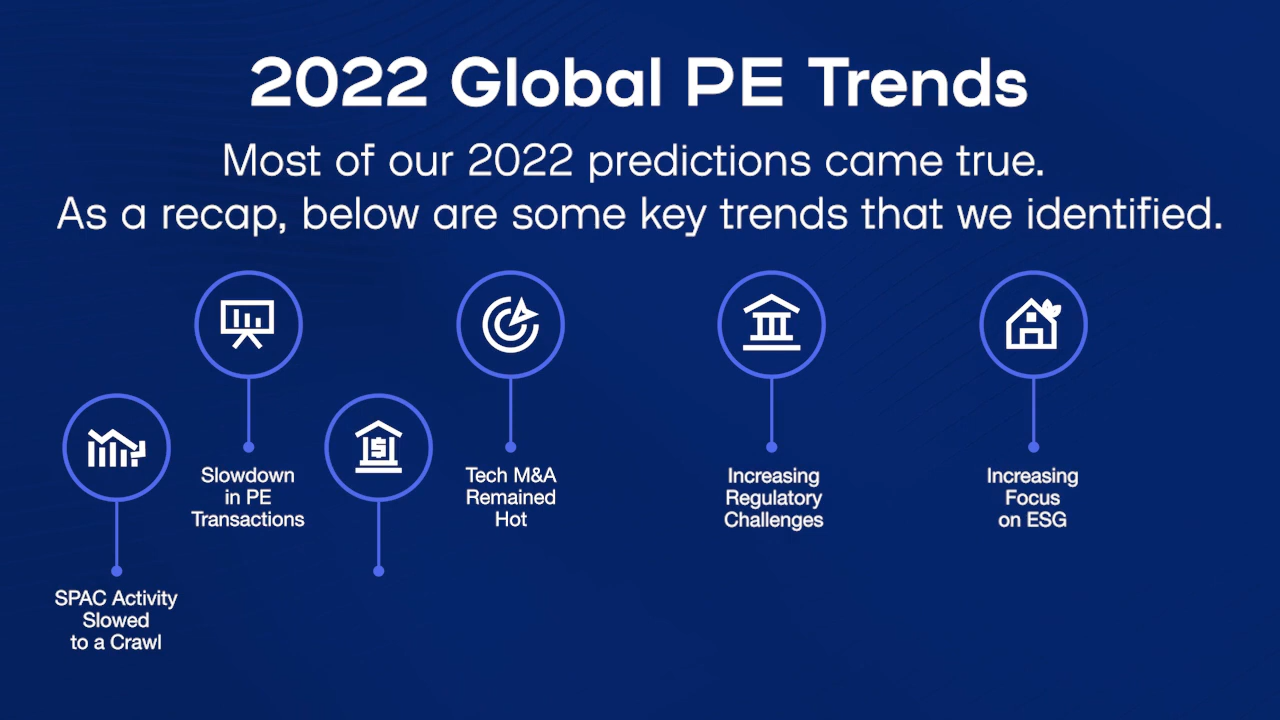 2022 Global PE Trends
Most of our 2022 predictions came true.
As a recap, below are some key trends that we identified.
SPAC Activity
Slowed
to a Crawl
Slowdown
in PE
Transactions
$
Tech M&A
Remained
Hot
Increasing
Regulatory
Challenges
Increasing
Focus
on ESG